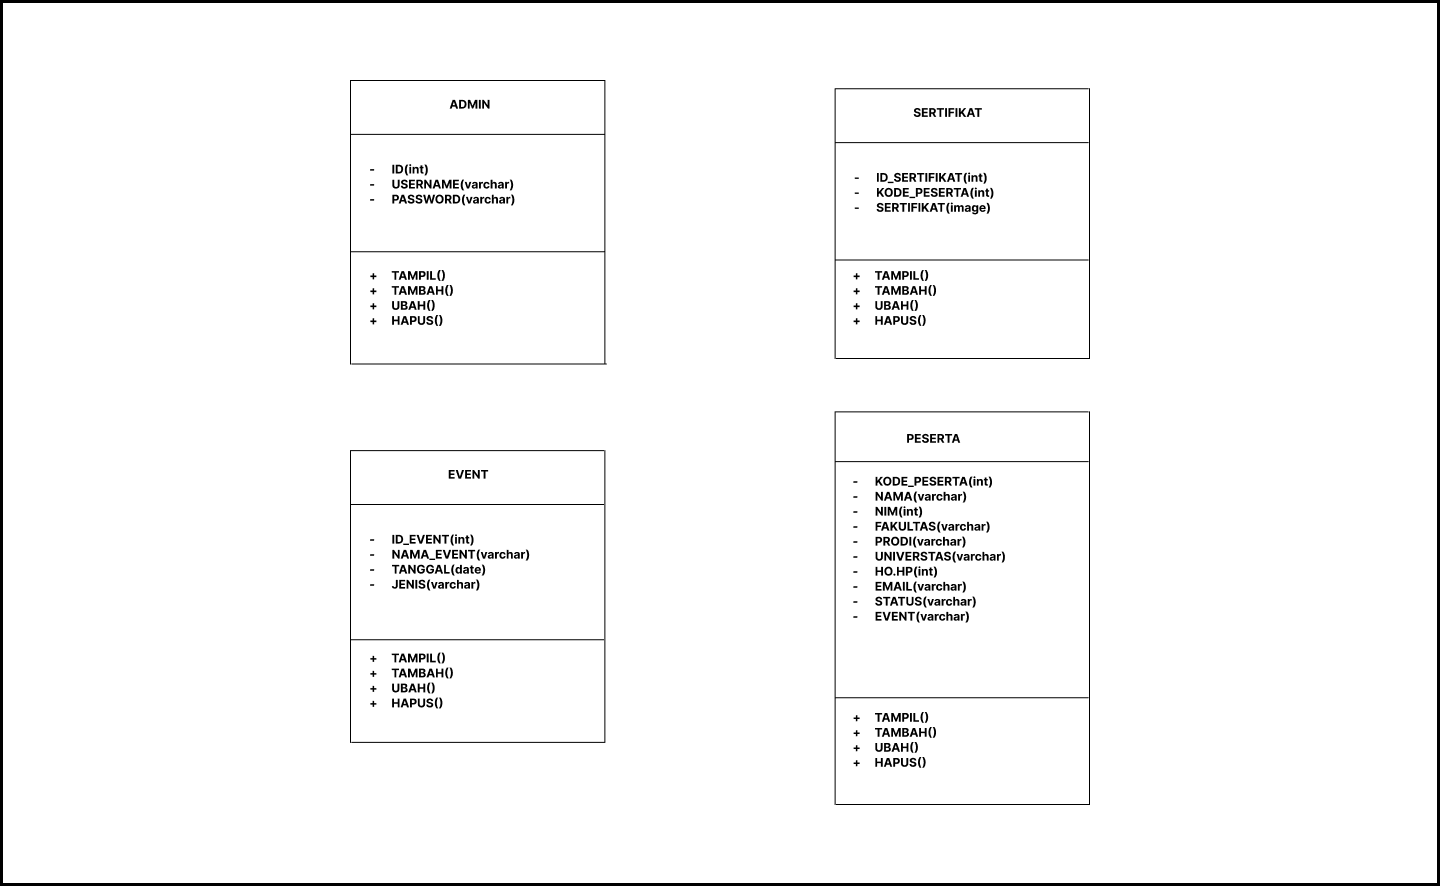 ADMIN
- ID(int)
- USERNAME(varchar)
- PASSWORD(varchar)
+ TAMPIL()
+ TAMBAH()
+ UBAH()
+ HAPUS()
SERTIFIKAT
- ID_SERTIFIKAT(int)
- KODE_PESERTA(int)
- SERTIFIKAT(image)
+ TAMPIL()
+ TAMBAH()
+ UBAH()
+ HAPUS()
EVENT
- ID_EVENT(int)
- NAMA_EVENT(varchar)
- TANGGAL(date)
- JENIS(varchar)
+ TAMPIL()
+ TAMBAH()
+ UBAH()
+ HAPUS()
PESERTA
- KODE_PESERTA(int)
- NAMA(varchar)
- NIM(int)
- FAKULTAS(varchar)
- PRODI(varchar)
- UNIVERSTAS(varchar)
- HO.HP(int)
- EMAIL(varchar)
- STATUS(varchar)
- EVENT(varchar)
+ TAMPIL()
+ TAMBAH()
+ UBAH()
+ HAPUS()